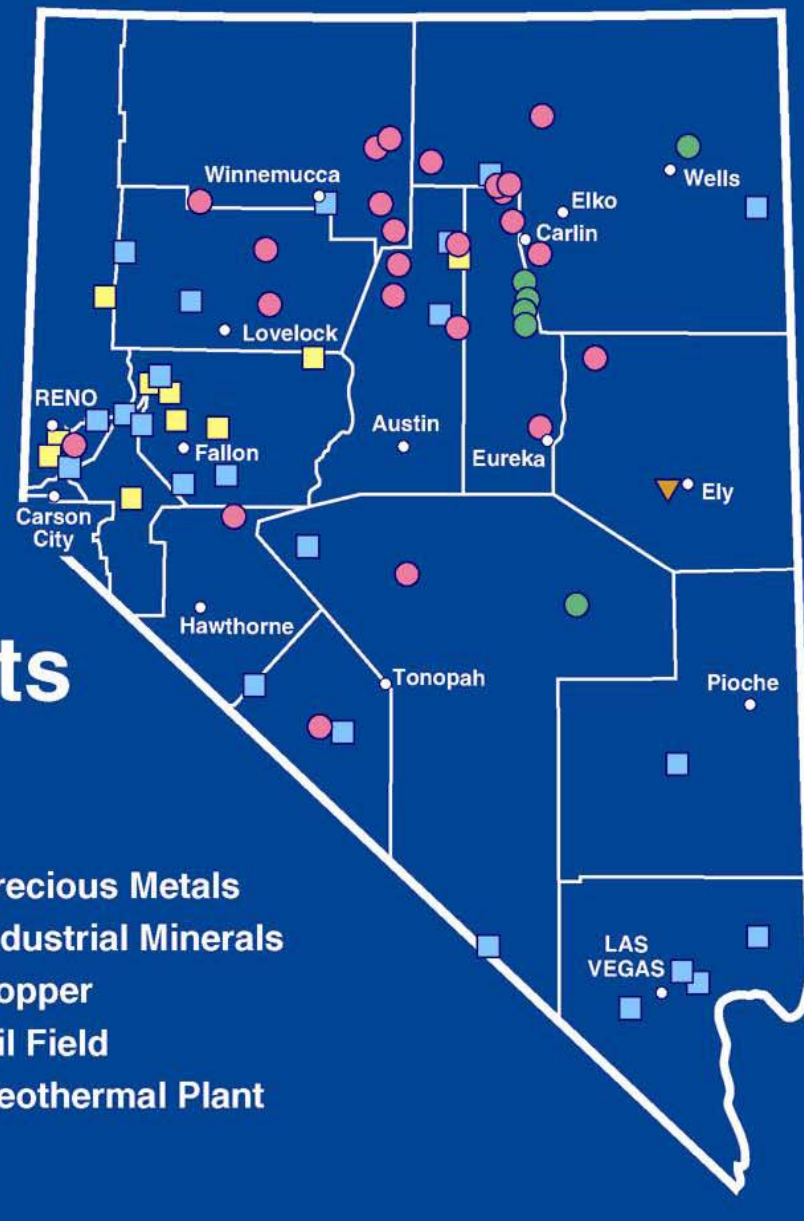 Winnemucca
Wells
Elko
Carlin
Lovelock
RENO
Austin
Fallon
Eureka
Ely
Carson
City
Hawthorne
ts
Tonopah
Pioche
recious Metals
ndustrial Minerals
opper
il Field
eothermal Plant
LAS
VEGAS